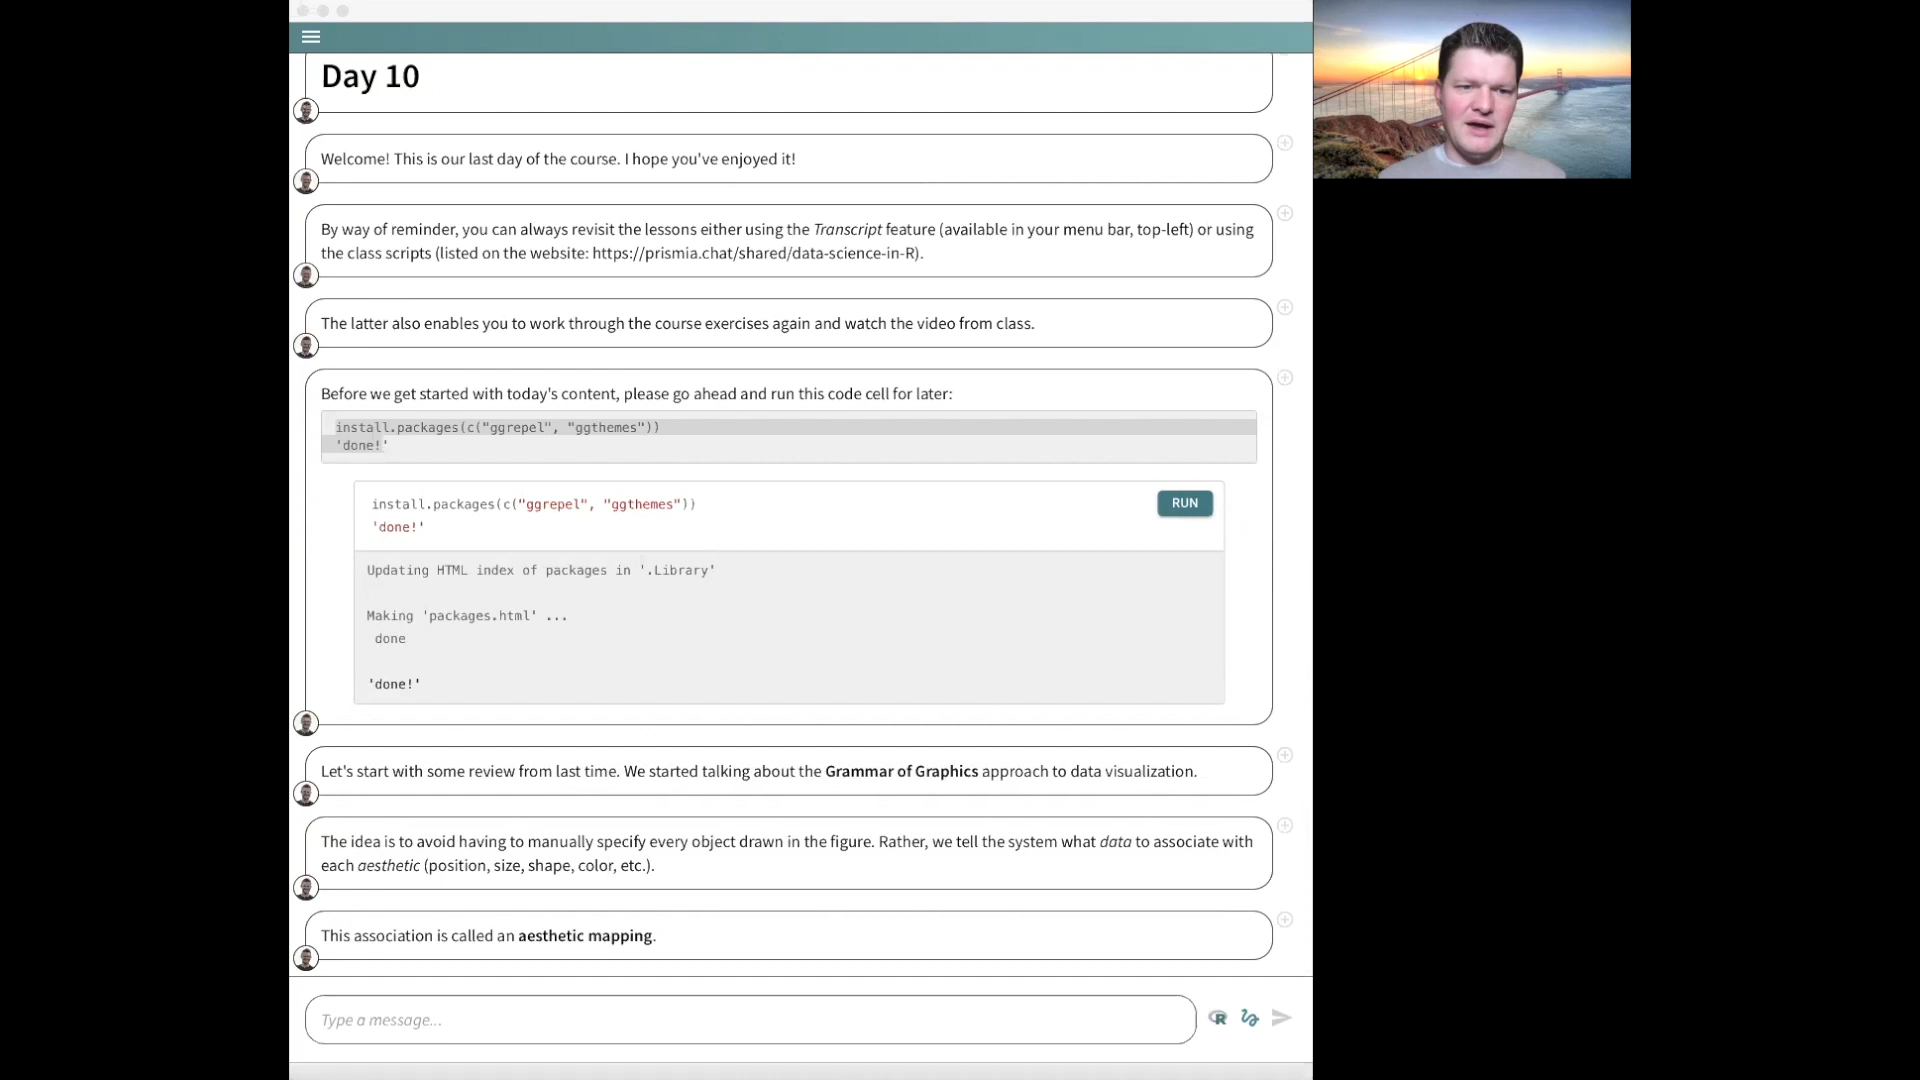 Day 10
Welcome! This is our last day of the course. I hope you've enjoyed it!
By way of reminder, you can always revisit the lessons either using the Transcript feature (available in your menu bar, top-left) or using
the class scripts (listed on the website: https://prismia.chat/shared/data-science-in-R).
The latter also enables you to work through the course exercises again and watch the video from class.
Before we get started with today's content, please go ahead and run this code cell for later:
install.packages(c("ggrepel", "ggthemes"))
'done!'
install.packages(c("ggrepel", "ggthemes"))
RUN
'done!'
Updating HTML index of packages in '.Library'
Making 'packages.html' ...
done
'done!'
Let's start with some review from last time. We started talking about the Grammar of Graphics approach to data visualization.
The idea is to avoid having to manually specify every object drawn in the figure. Rather, we tell the system what data to associate with
each aesthetic (position, size, shape, color, etc.).
This association is called an aesthetic mapping.
Type a message...
R